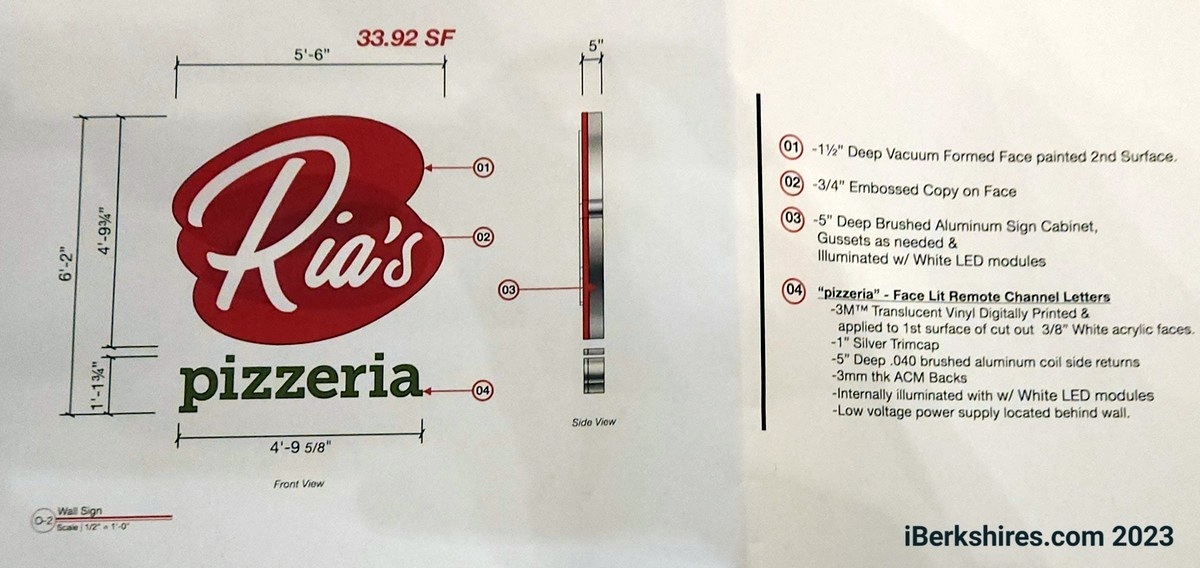 33.92 SF
5'-6"
5"
6'-2"
4'-9¾"
1'-1¾"
Ria's
pizzeria
01
02
03
04
4'-9 5/8"
Front View
Side View
O-2
Wall Sign
Scale | 1/2" = 1'-0"
01 -1½" Deep Vacuum Formed Face painted 2nd Surface.
02 -3/4" Embossed Copy on Face
03 -5" Deep Brushed Aluminum Sign Cabinet,
Gussets as needed &
Illuminated w/ White LED modules
04 "pizzeria" - Face Lit Remote Channel Letters
-3M™ Translucent Vinyl Digitally Printed &
applied to 1st surface of cut out 3/8" White acrylic faces.
-1" Silver Trimcap
-5" Deep .040 brushed aluminum coil side returns
-3mm thk ACM Backs
-Internally illuminated with w/ White LED modules
-Low voltage power supply located behind wall.
iBerkshires.com 2023